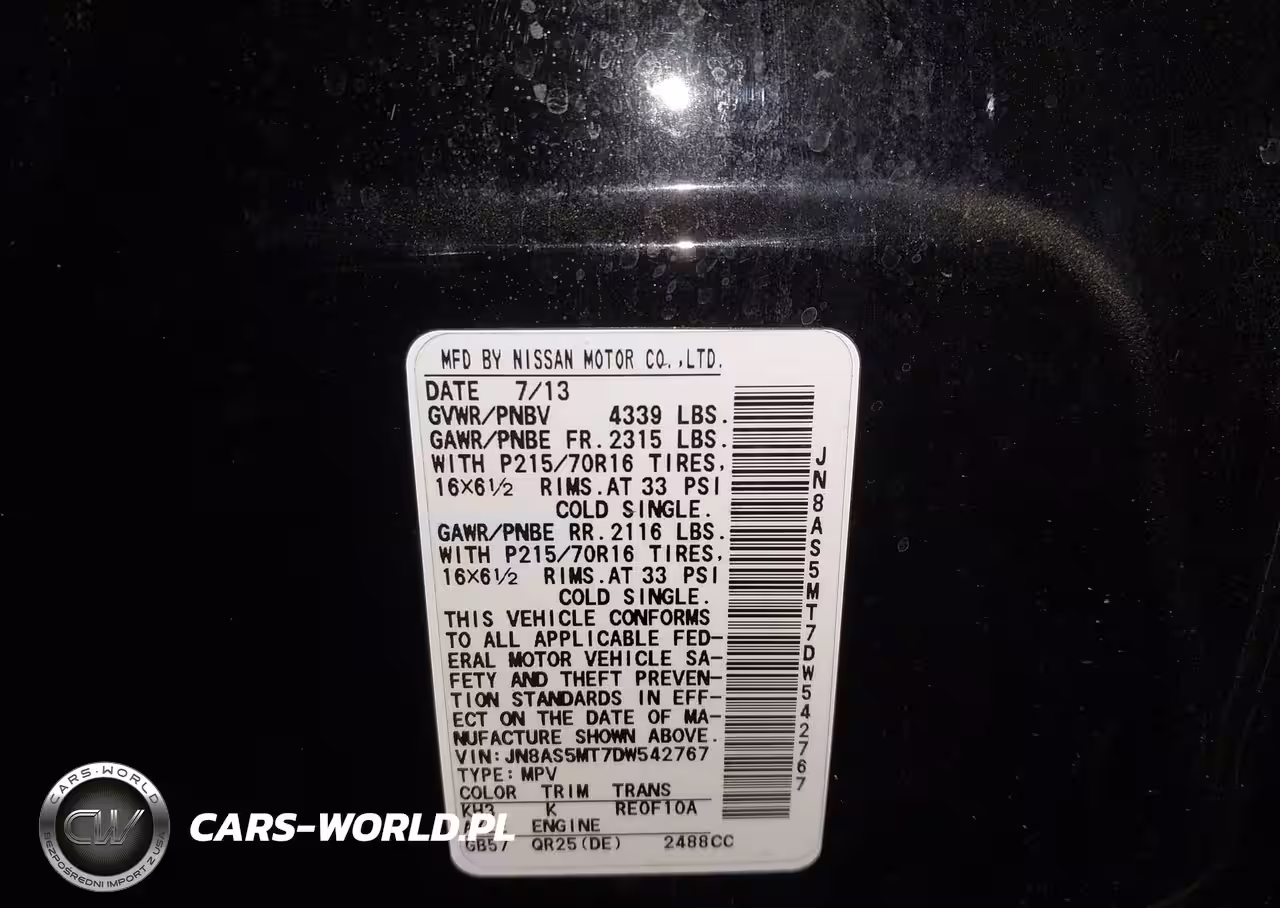 MFD BY NISSAN MOTOR CO.,LTD.
DATE 7/13
GVWR/PNBV 4339 LBS.
GAWR/PNBE FR.2315 LBS.
WITH P215/70R16 TIRES,
16×6½ RIMS.AT 33 PSI
COLD SINGLE.
GAWR/PNBE RR.2116 LBS.
WITH P215/70R16 TIRES,
16×6½ RIMS.AT 33 PSI
COLD SINGLE.
THIS VEHICLE CONFORMS
TO ALL APPLICABLE FED-
ERAL MOTOR VEHICLE SA-
FETY AND THEFT PREVEN-
TION STANDARDS IN EFF-
ECT ON THE DATE OF MA-
NUFACTURE SHOWN ABOVE.
VIN:JN8AS5MT7DW542767
TYPE:MPV
COLOR TRIM TRANS
KH3 K RE0F10A
ENGINE
GB57 QR25(DE) 2488CC
JN8AS5MT7DW542767
CARS-WORLD
CW
BEZPOŚREDNI IMPORT Z USA
CARS-WORLD.PL